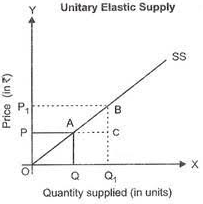 Y
Unitary Elastic Supply
SS
P₁
B
A
P
C
O
Q
Q₁
X
Price (in ₹)
Quantity supplied (in units)